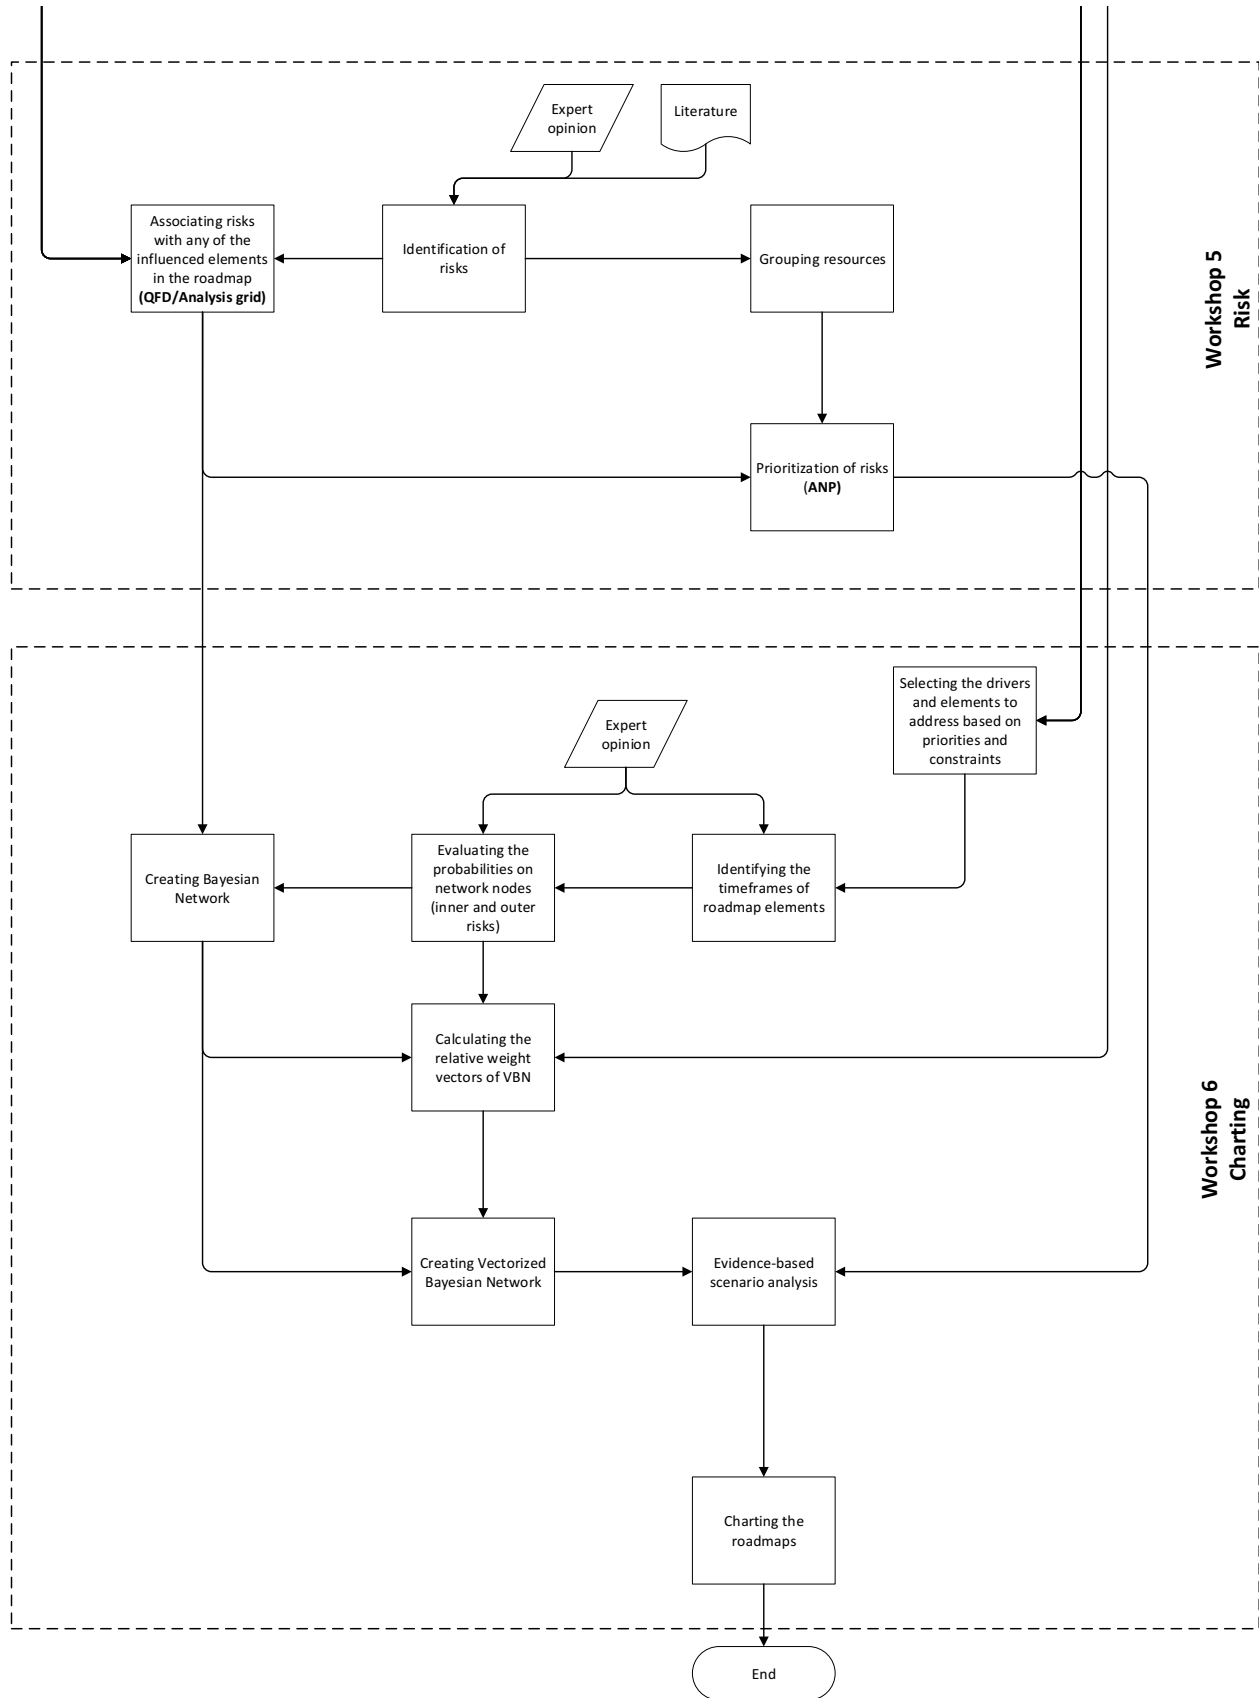 Expert
opinion
Literature
Associating risks
with any of the
influenced elements
in the roadmap
(QFD/Analysis grid)
Identification of
risks
Grouping resources
Workshop 5
Risk
Prioritization of risks
(ANP)
Selecting the drivers
and elements to
address based on
priorities and
constraints
Expert
opinion
Creating Bayesian
Network
Evaluating the
probabilities on
network nodes
(inner and outer
risks)
Identifying the
timeframes of
roadmap elements
Calculating the
relative weight
vectors of VBN
Workshop 6
Charting
Creating Vectorized
Bayesian Network
Evidence-based
scenario analysis
Charting the
roadmaps
End